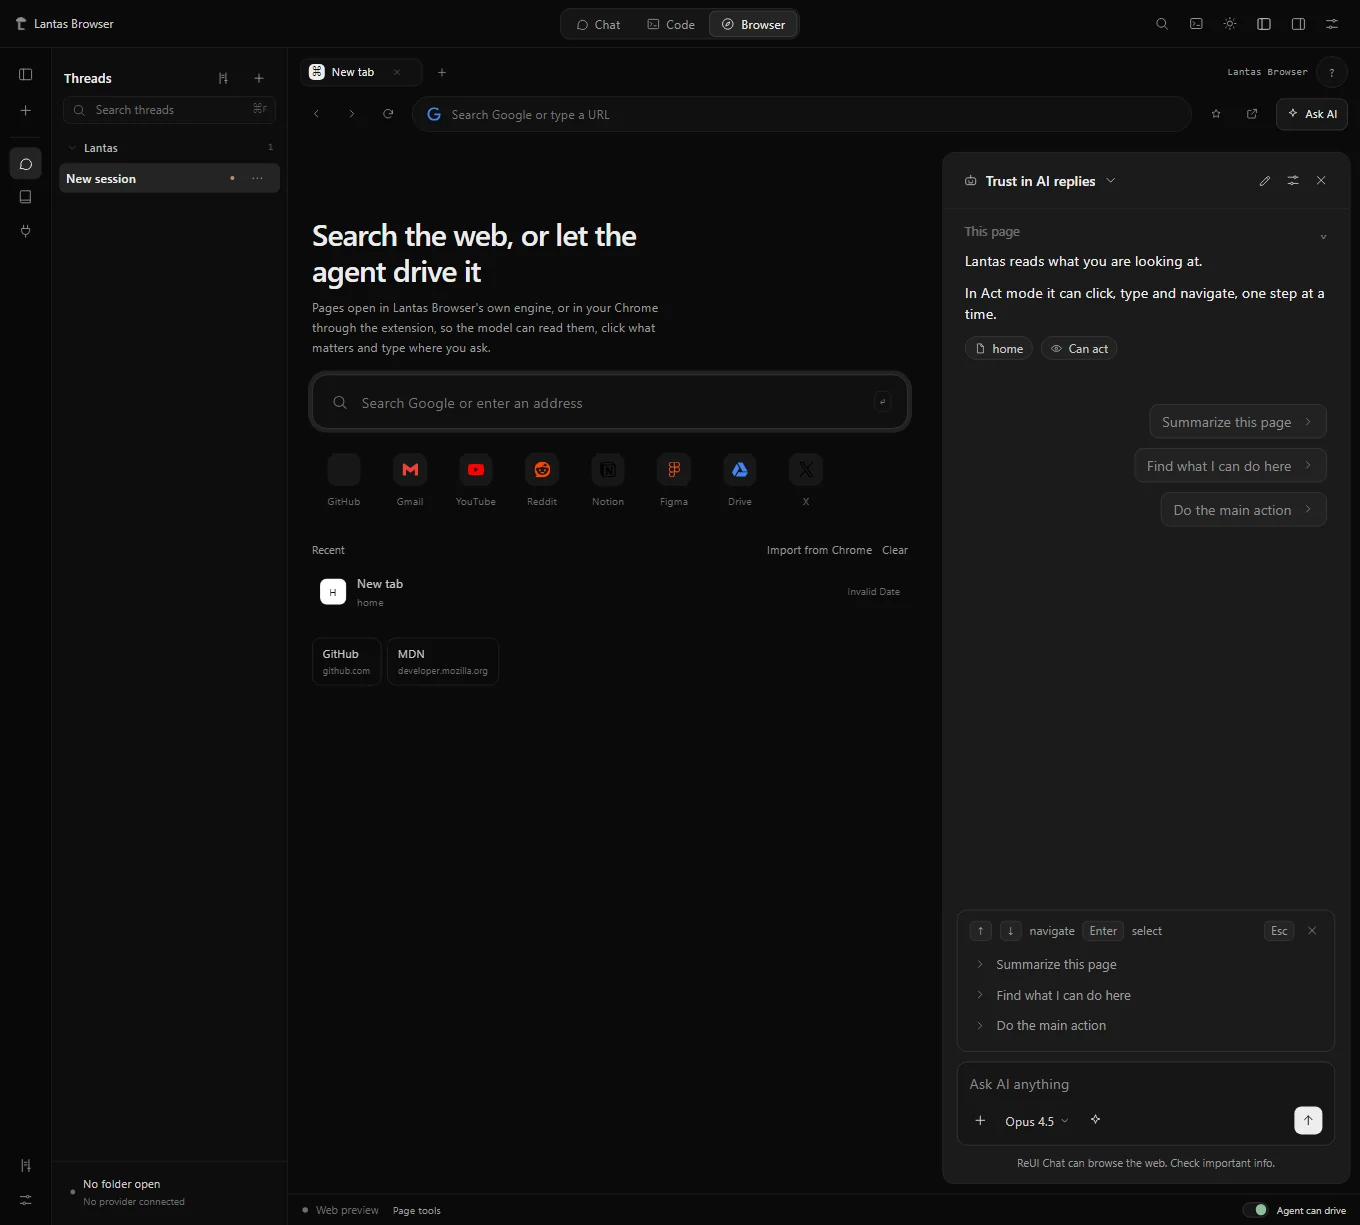 Lantas Browser
Chat
Code
Browser
Threads
Search threads
⌘r
Lantas
1
New session
No folder open
No provider connected
New tab
Lantas Browser
?
Search Google or type a URL
Ask AI
Search the web, or let the
agent drive it
Pages open in Lantas Browser's own engine, or in your Chrome
through the extension, so the model can read them, click what
matters and type where you ask.
Search Google or enter an address
GitHub
Gmail
YouTube
Reddit
Notion
Figma
Drive
X
Recent
Import from Chrome
Clear
H
New tab
home
Invalid Date
GitHub
github.com
MDN
developer.mozilla.org
Trust in AI replies
This page
Lantas reads what you are looking at.
In Act mode it can click, type and navigate, one step at a
time.
home
Can act
Summarize this page
Find what I can do here
Do the main action
↑ ↓ navigate Enter select
Esc
Summarize this page
Find what I can do here
Do the main action
Ask AI anything
Opus 4.5
ReUI Chat can browse the web. Check important info.
Web preview
Page tools
Agent can drive